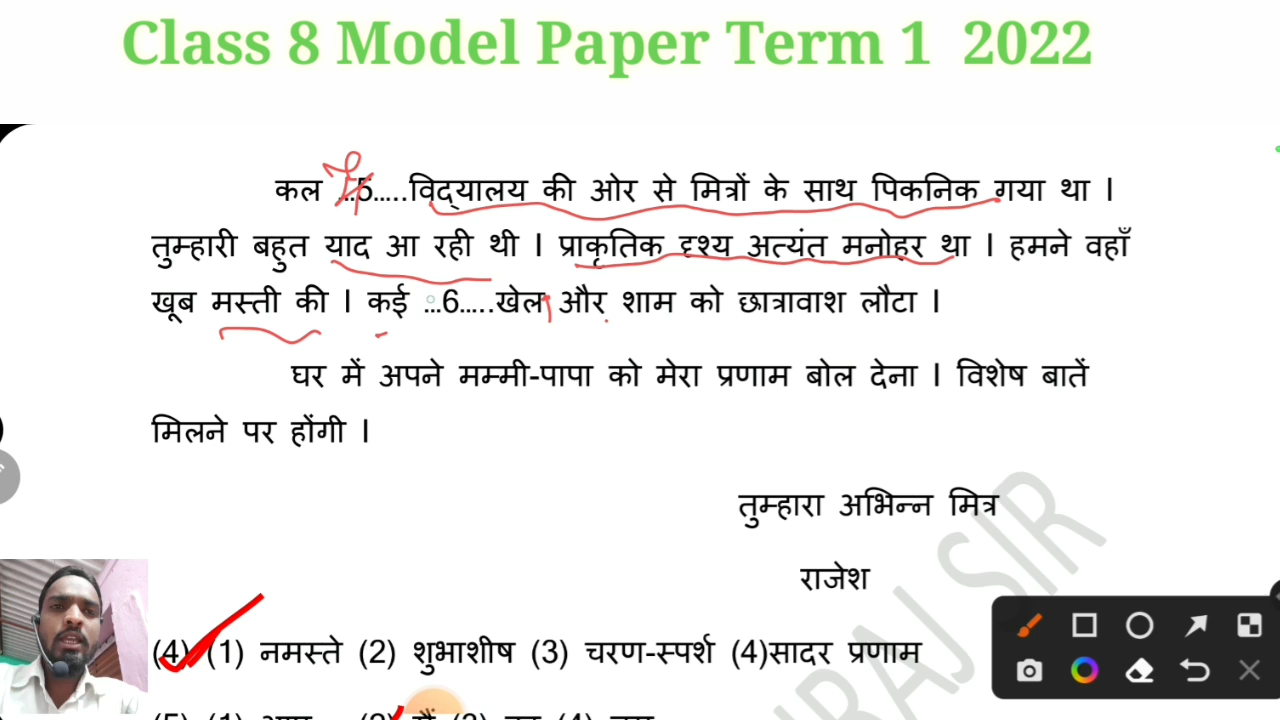 Class 8 Model Paper Term 1 2022
कल ...5.....विद्यालय की ओर से मित्रों के साथ पिकनिक गया था ।
तुम्हारी बहुत याद आ रही थी । प्राकृतिक दृश्य अत्यंत मनोहर था । हमने वहाँ
खूब मस्ती की । कई ...6.....खेला और शाम को छात्रावाश लौटा ।
घर में अपने मम्मी-पापा को मेरा प्रणाम बोल देना । विशेष बातें
मिलने पर होंगी ।
तुम्हारा अभिन्न मित्र
राजेश
(4) (1) नमस्ते (2) शुभाशीष (3) चरण-स्पर्श (4)सादर प्रणाम
RAJ SIR